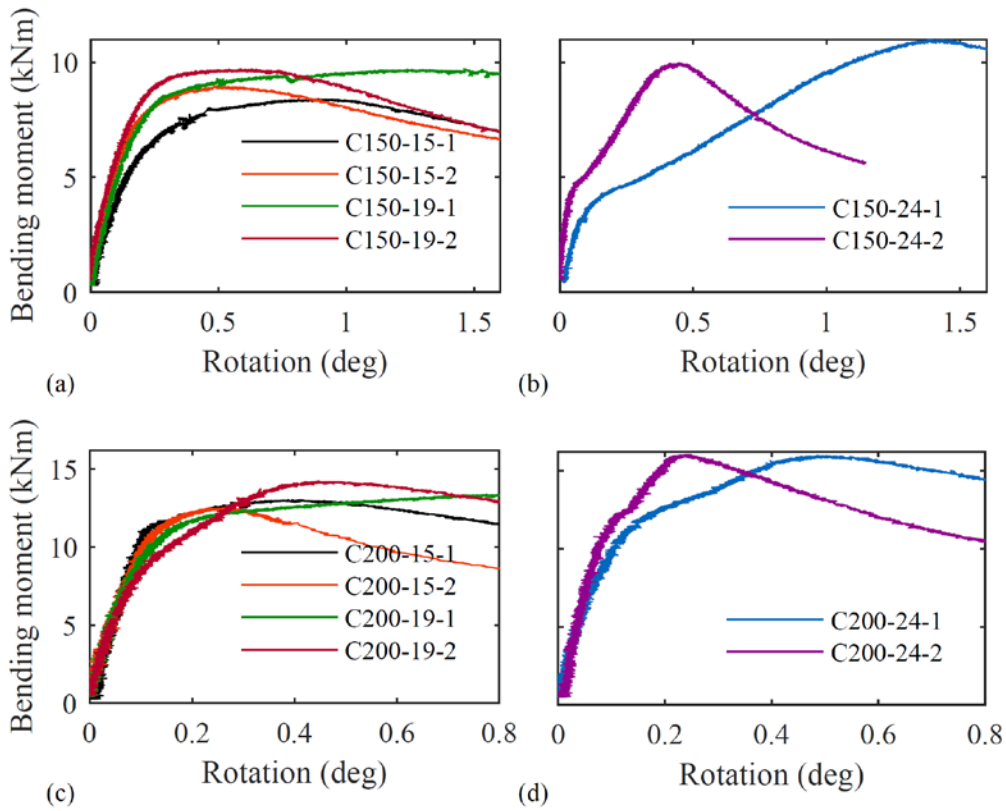 10
5
0
Bending moment (kNm)
C150-15-1
C150-15-2
C150-19-1
C150-19-2
0 0.5 1 1.5
Rotation (deg)
(a)
C150-24-1
C150-24-2
0 0.5 1 1.5
Rotation (deg)
(b)
15
10
5
0
Bending moment (kNm)
C200-15-1
C200-15-2
C200-19-1
C200-19-2
0 0.2 0.4 0.6 0.8
Rotation (deg)
(c)
C200-24-1
C200-24-2
0 0.2 0.4 0.6 0.8
Rotation (deg)
(d)